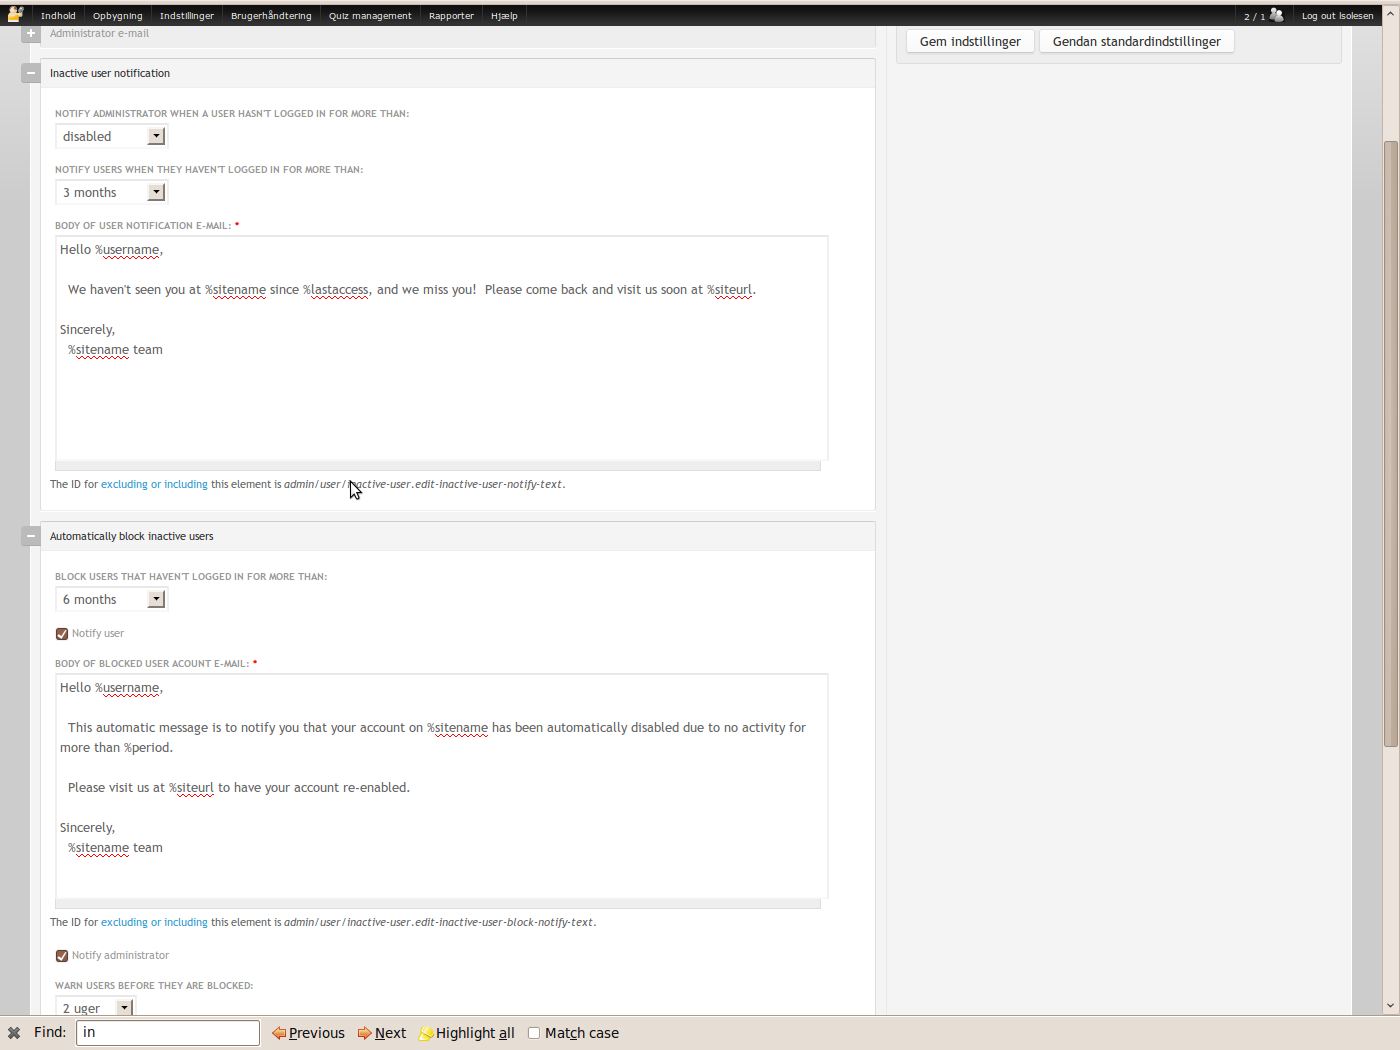 Indhold Opbygning Indstillinger Brugerhåndtering Quiz management Rapporter Hjælp 2 / 1 Log out lsolesen
Administrator e-mail
Gem indstillinger Gendan standardindstillinger
Inactive user notification
NOTIFY ADMINISTRATOR WHEN A USER HASN'T LOGGED IN FOR MORE THAN:
disabled
NOTIFY USERS WHEN THEY HAVEN'T LOGGED IN FOR MORE THAN:
3 months
BODY OF USER NOTIFICATION E-MAIL: *
Hello %username,
We haven't seen you at %sitename since %lastaccess, and we miss you!  Please come back and visit us soon at %siteurl.
Sincerely,
%sitename team
The ID for excluding or including this element is admin/user/inactive-user.edit-inactive-user-notify-text.
Automatically block inactive users
BLOCK USERS THAT HAVEN'T LOGGED IN FOR MORE THAN:
6 months
Notify user
BODY OF BLOCKED USER ACOUNT E-MAIL: *
Hello %username,
This automatic message is to notify you that your account on %sitename has been automatically disabled due to no activity for
more than %period.
Please visit us at %siteurl to have your account re-enabled.
Sincerely,
%sitename team
The ID for excluding or including this element is admin/user/inactive-user.edit-inactive-user-block-notify-text.
Notify administrator
WARN USERS BEFORE THEY ARE BLOCKED:
2 uger
Find: in Previous Next Highlight all Match case